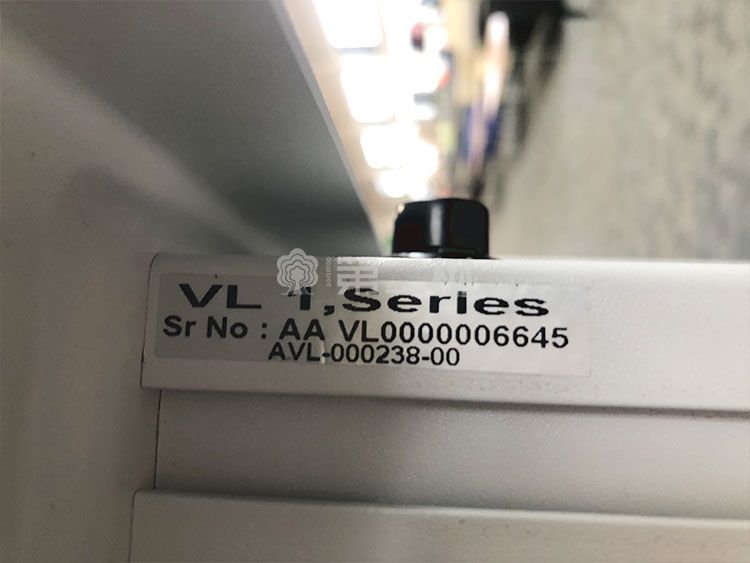 VL 1,Series
Sr No : AA VL0000006645
AVL-000238-00